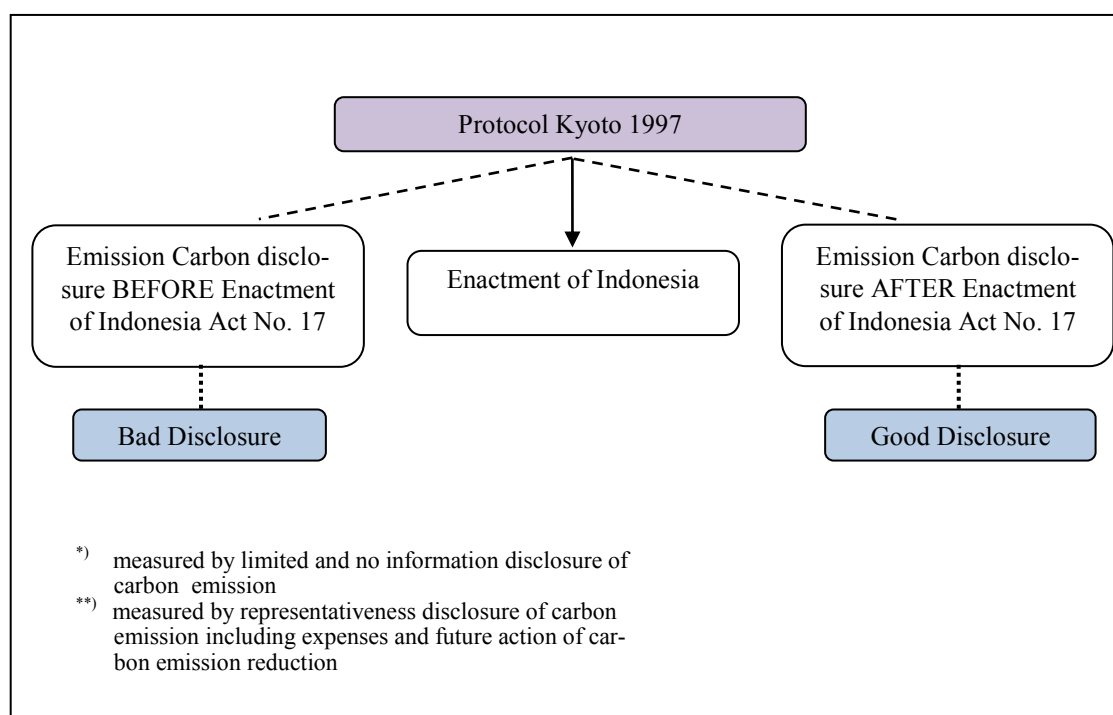 Protocol Kyoto 1997
Emission Carbon disclo-
sure BEFORE Enactment
of Indonesia Act No. 17
Enactment of Indonesia
Emission Carbon disclo-
sure AFTER Enactment
of Indonesia Act No. 17
Bad Disclosure
Good Disclosure
*) measured by limited and no information disclosure of
carbon emission
**) measured by representativeness disclosure of carbon
emission including expenses and future action of car-
bon emission reduction